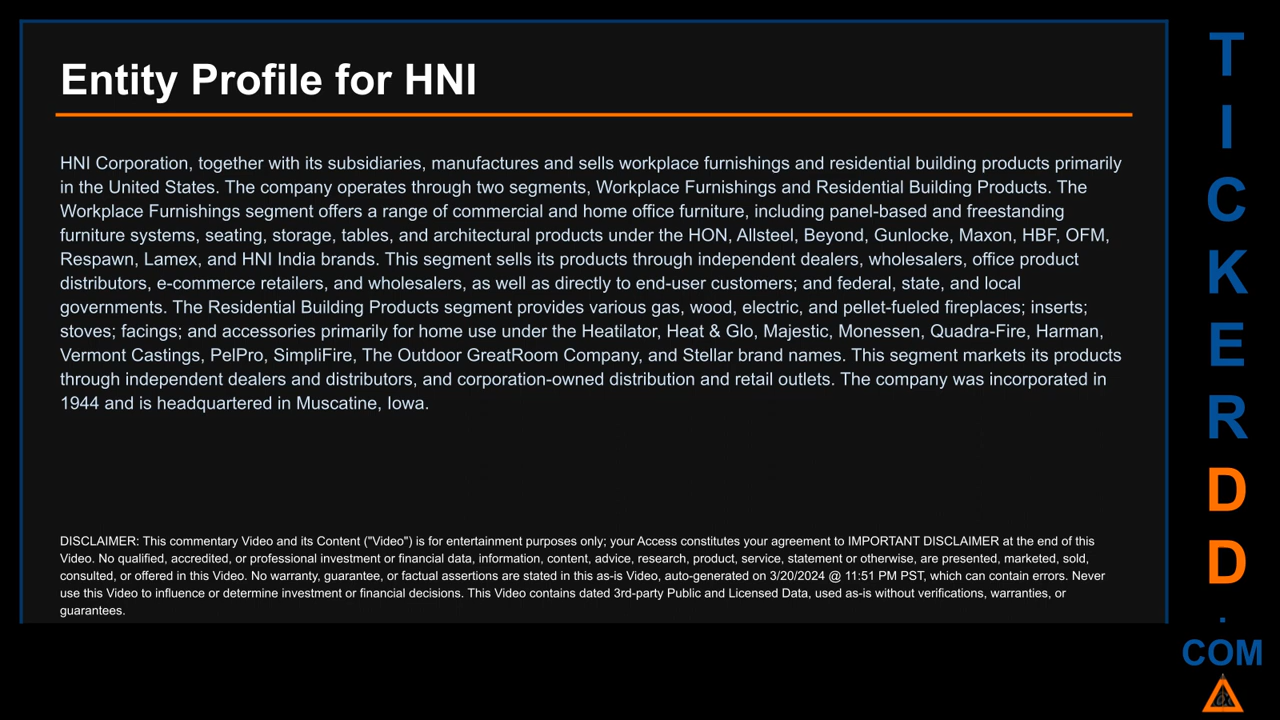 Entity Profile for HNI
HNI Corporation, together with its subsidiaries, manufactures and sells workplace furnishings and residential building products primarily
in the United States. The company operates through two segments, Workplace Furnishings and Residential Building Products. The
Workplace Furnishings segment offers a range of commercial and home office furniture, including panel-based and freestanding
furniture systems, seating, storage, tables, and architectural products under the HON, Allsteel, Beyond, Gunlocke, Maxon, HBF, OFM,
Respawn, Lamex, and HNI India brands. This segment sells its products through independent dealers, wholesalers, office product
distributors, e-commerce retailers, and wholesalers, as well as directly to end-user customers; and federal, state, and local
governments. The Residential Building Products segment provides various gas, wood, electric, and pellet-fueled fireplaces; inserts;
stoves; facings; and accessories primarily for home use under the Heatilator, Heat & Glo, Majestic, Monessen, Quadra-Fire, Harman,
Vermont Castings, PelPro, SimpliFire, The Outdoor GreatRoom Company, and Stellar brand names. This segment markets its products
through independent dealers and distributors, and corporation-owned distribution and retail outlets. The company was incorporated in
1944 and is headquartered in Muscatine, Iowa.
DISCLAIMER: This commentary Video and its Content ("Video") is for entertainment purposes only; your Access constitutes your agreement to IMPORTANT DISCLAIMER at the end of this
Video. No qualified, accredited, or professional investment or financial data, information, content, advice, research, product, service, statement or otherwise, are presented, marketed, sold,
consulted, or offered in this Video. No warranty, guarantee, or factual assertions are stated in this as-is Video, auto-generated on 3/20/2024 @ 11:51 PM PST, which can contain errors. Never
use this Video to influence or determine investment or financial decisions. This Video contains dated 3rd-party Public and Licensed Data, used as-is without verifications, warranties, or
guarantees.
T
I
C
K
E
R
D
D
.
COM